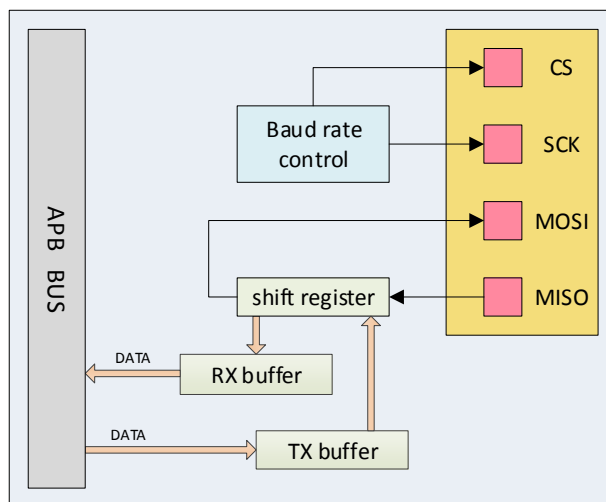 CS
Baud rate
control
SCK
APB BUS
MOSI
shift register
MISO
DATA
RX buffer
DATA
TX buffer